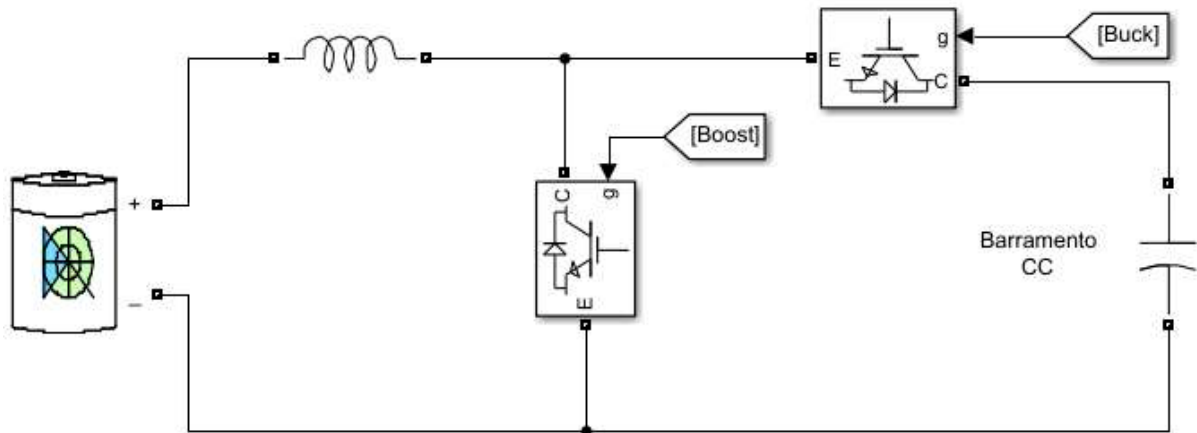 g
[Buck]
E
C
[Boost]
C
g
E
+
–
Barramento
CC